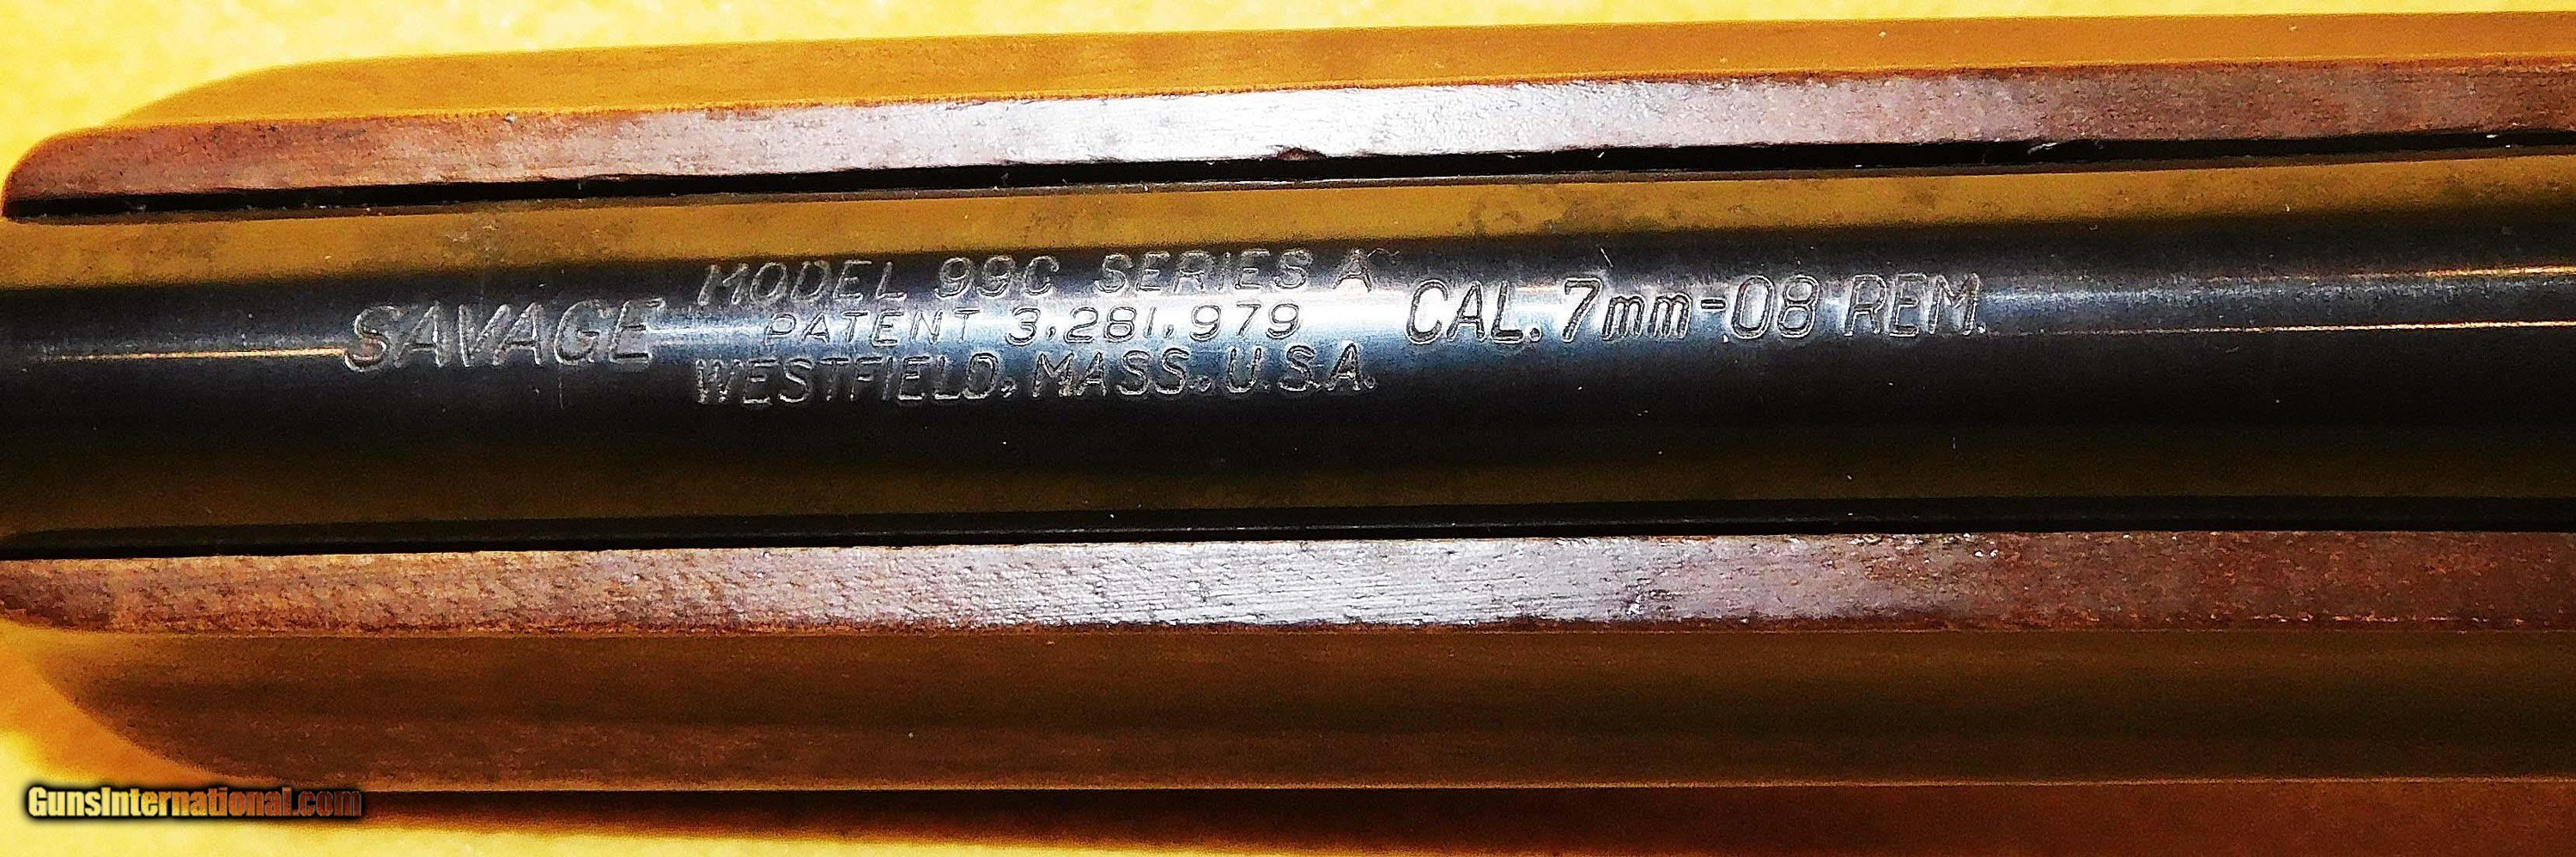 SAVAGE
MODEL 99C SERIES A
PATENT 3,281,979
WESTFIELD, MASS. U.S.A.
CAL. 7mm-08 REM.
GunsInternational.com